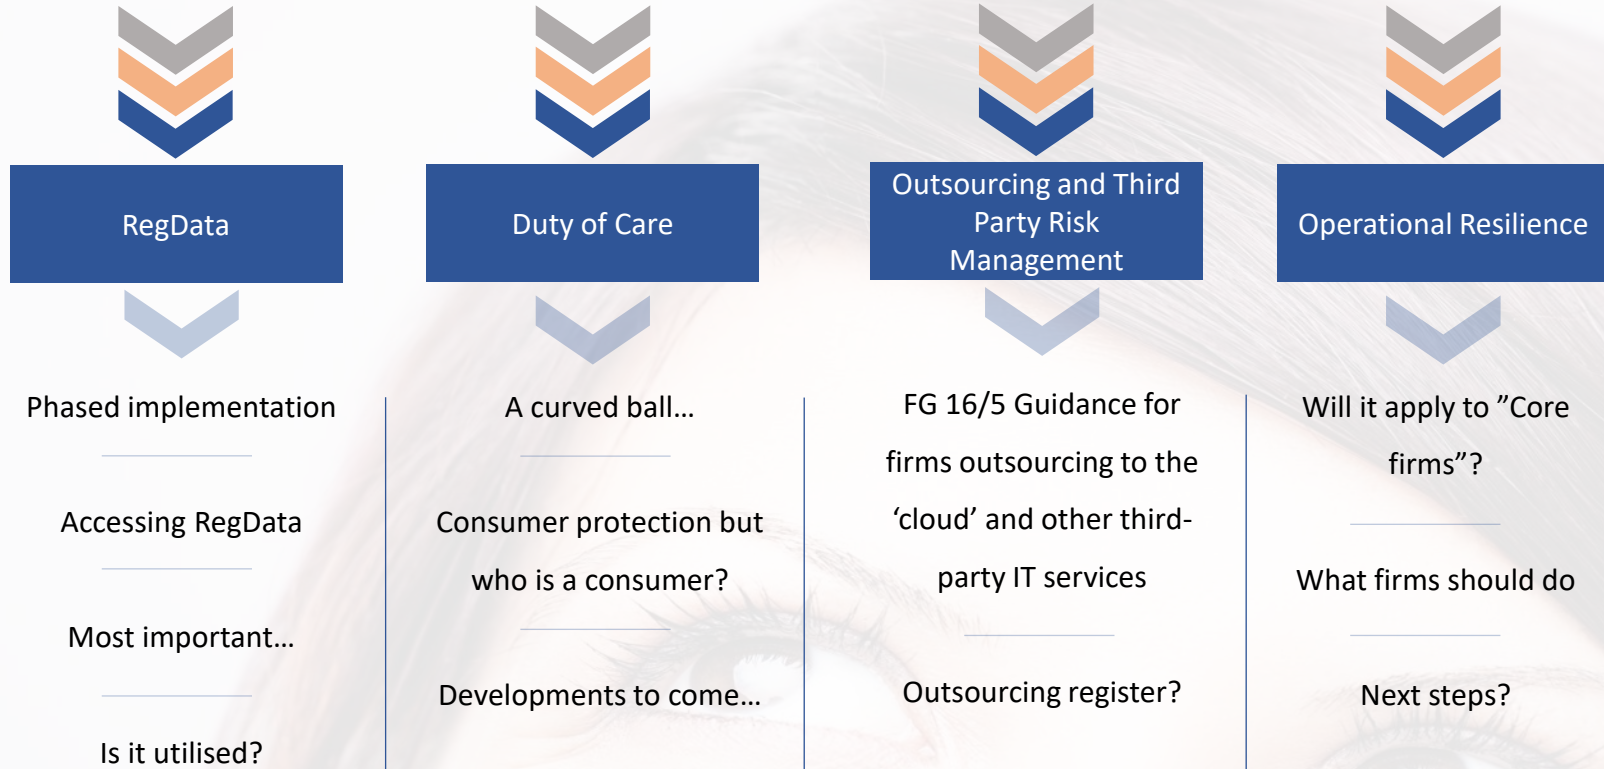 RegData
Phased implementation
Accessing RegData
Most important…
Is it utilised?
Duty of Care
A curved ball…
Consumer protection but
who is a consumer?
Developments to come…
Outsourcing and Third
Party Risk
Management
FG 16/5 Guidance for
firms outsourcing to the
‘cloud’ and other third-
party IT services
Outsourcing register?
Operational Resilience
Will it apply to ”Core
firms”?
What firms should do
Next steps?